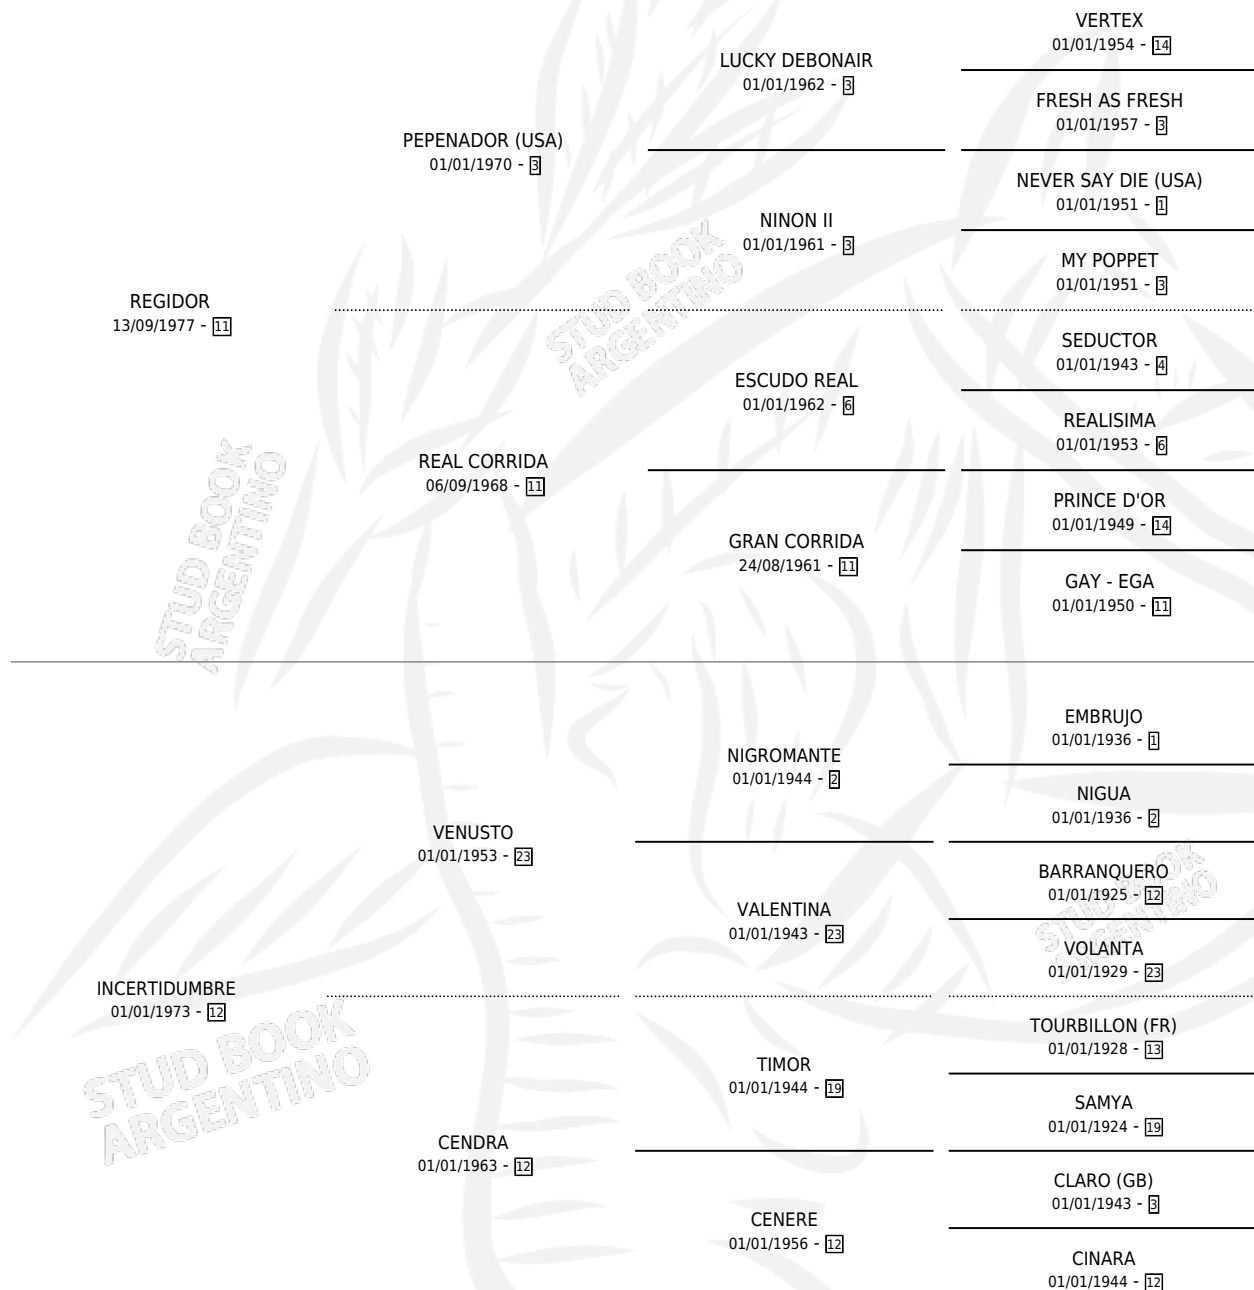 VERTEX
01/01/1954 - 14
LUCKY DEBONAIR
01/01/1962 - 3
FRESH AS FRESH
01/01/1957 - 3
PEPENADOR (USA)
01/01/1970 - 3
NEVER SAY DIE (USA)
01/01/1951 - 1
NINON II
01/01/1961 - 3
MY POPPET
01/01/1951 - 3
REGIDOR
13/09/1977 - 11
STUD BOOK
ARGENTINO
SEDUCTOR
01/01/1943 - 4
ESCUDO REAL
01/01/1962 - 6
REALISIMA
01/01/1953 - 6
REAL CORRIDA
06/09/1968 - 11
PRINCE D'OR
01/01/1949 - 14
GRAN CORRIDA
24/08/1961 - 11
GAY - EGA
01/01/1950 - 11
STUD BOOK
ARGENTINO
EMBRUJO
01/01/1936 - 1
NIGROMANTE
01/01/1944 - 2
NIGUA
01/01/1936 - 2
VENUSTO
01/01/1953 - 23
BARRANQUERO
01/01/1925 - 12
VALENTINA
01/01/1943 - 23
VOLANTA
01/01/1929 - 23
STUD BOOK
ARGENTINO
INCERTIDUMBRE
01/01/1973 - 12
TOURBILLON (FR)
01/01/1928 - 13
TIMOR
01/01/1944 - 19
SAMYA
01/01/1924 - 19
STUD BOOK
ARGENTINO
CENDRA
01/01/1963 - 12
CLARO (GB)
01/01/1943 - 3
CENERE
01/01/1956 - 12
CINARA
01/01/1944 - 12